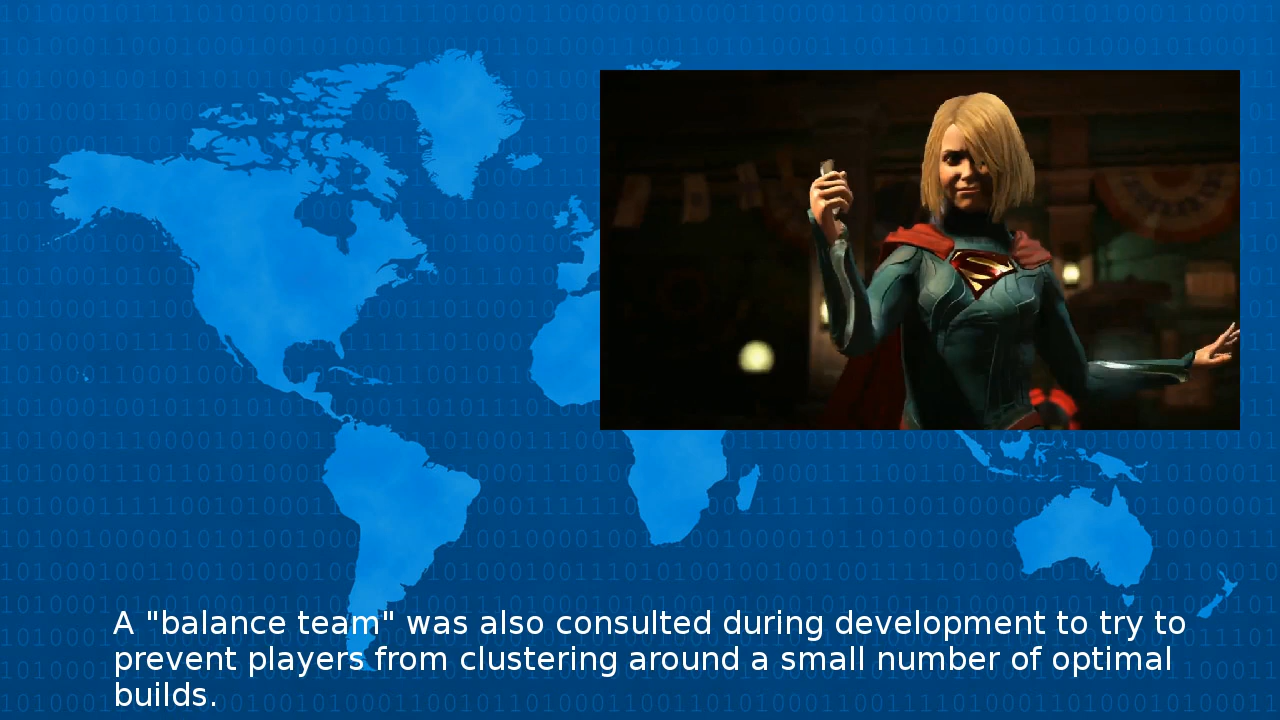 A "balance team" was also consulted during development to try to
prevent players from clustering around a small number of optimal
builds.